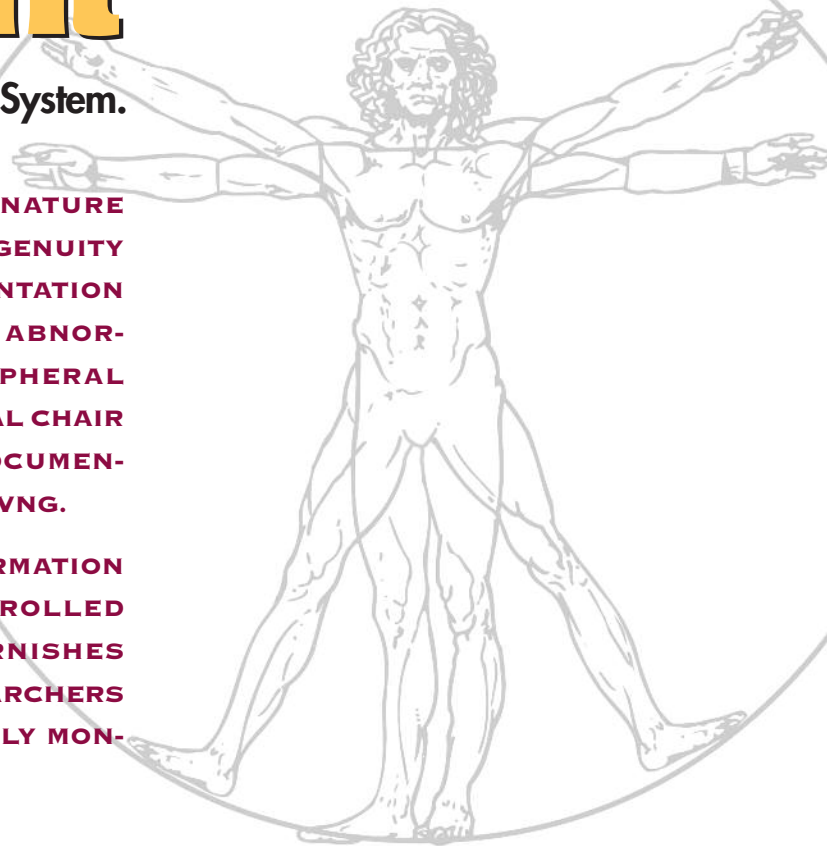 System.
NATURE
GENUITY
NTATION
ABNOR-
PHERAL
AL CHAIR
OCUMEN-
VNG.
RMATION
ROLLED
RNISHES
ARCHERS
LY MON-